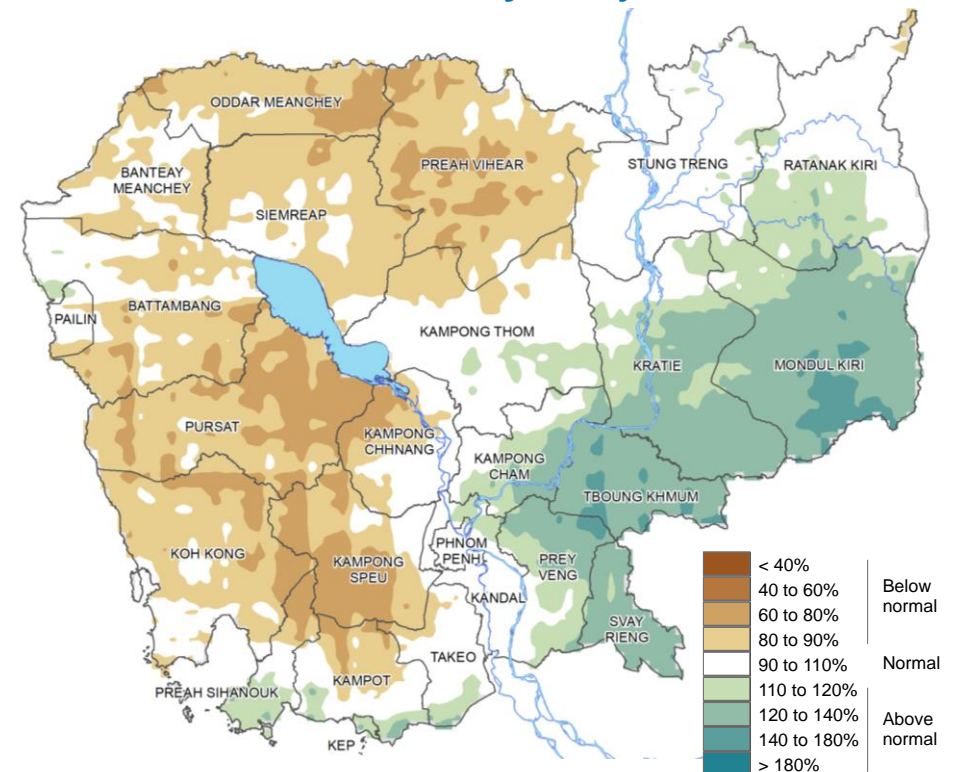 ODDAR MEANCHEY
PREAH VIHEAR
STUNG TRENG
RATANAK KIRI
BANTEAY
MEANCHEY
SIEMREAP
BATTAMBANG
PAILIN
KAMPONG THOM
KRATIE
MONDUL KIRI
PURSAT
KAMPONG
CHHNANG
KAMPONG
CHAM
TBOUNG KHMUM
KOH KONG
KAMPONG
SPEU
PHNOM
PENH
PREY
VENG
KANDAL
SVAY
RIENG
TAKEO
PREAH SIHANOUK
KAMPOT
KEP
< 40%
40 to 60%
60 to 80%
80 to 90%
Below
normal
90 to 110%
Normal
110 to 120%
120 to 140%
140 to 180%
> 180%
Above
normal